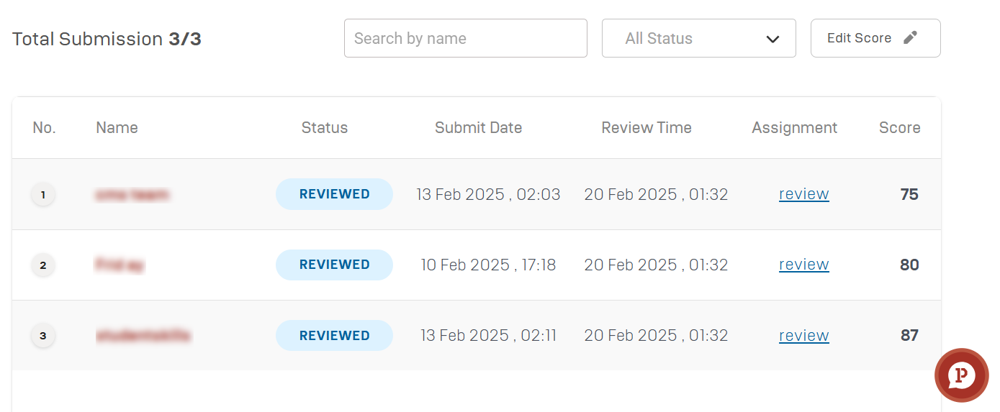 Total Submission 3/3 Search by name All Status Edit Score
No. Name Status Submit Date Review Time Assignment Score
1 REVIEWED 13 Feb 2025 , 02:03 20 Feb 2025 , 01:32 review 75
2 REVIEWED 10 Feb 2025 , 17:18 20 Feb 2025 , 01:32 review 80
3 REVIEWED 13 Feb 2025 , 02:11 20 Feb 2025 , 01:32 review 87
P